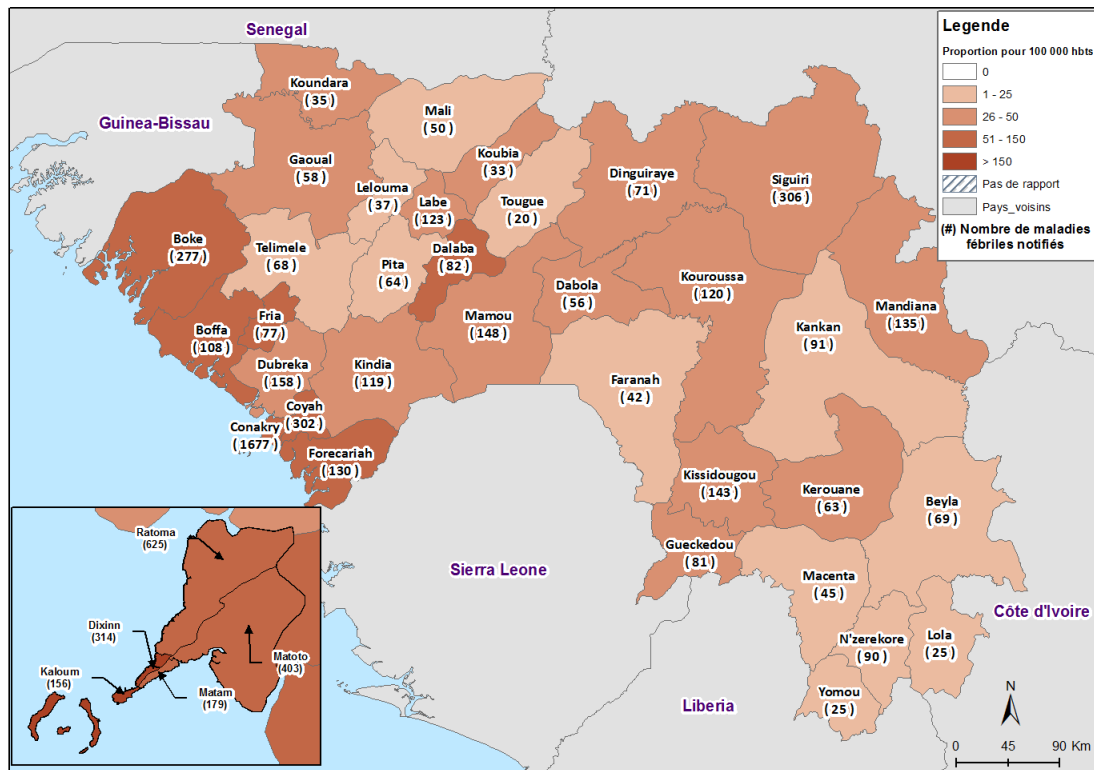 Senegal
Guinea-Bissau
Koundara
(35)
Mali
(50)
Gaoual
(58)
Koubia
(33)
Lelouma
(37)
Labe
(123)
Tougue
(20)
Dinguiraye
(71)
Siguiri
(306)
Boke
(277)
Telimele
(68)
Pita
(64)
Dalaba
(82)
Dabola
(56)
Kouroussa
(120)
Mandiana
(135)
Boffa
(108)
Fria
(77)
Mamou
(148)
Kankan
(91)
Dubreka
(158)
Kindia
(119)
Faranah
(42)
Coyah
(302)
Conakry
(1677)
Forecariah
(130)
Kissidougou
(143)
Kerouane
(63)
Beyla
(69)
Gueckedou
(81)
Macenta
(45)
N'zerekore
(90)
Lola
(25)
Yomou
(25)
Sierra Leone
Liberia
Côte d'Ivoire
Legende
Proportion pour 100 000 hbts
0
1 - 25
26 - 50
51 - 150
> 150
Pas de rapport
Pays_voisins
(#) Nombre de maladies
fébriles notifiés
Ratoma
(625)
Dixinn
(314)
Kaloum
(156)
Matam
(179)
Matoto
(403)
N
0 45 90 Km